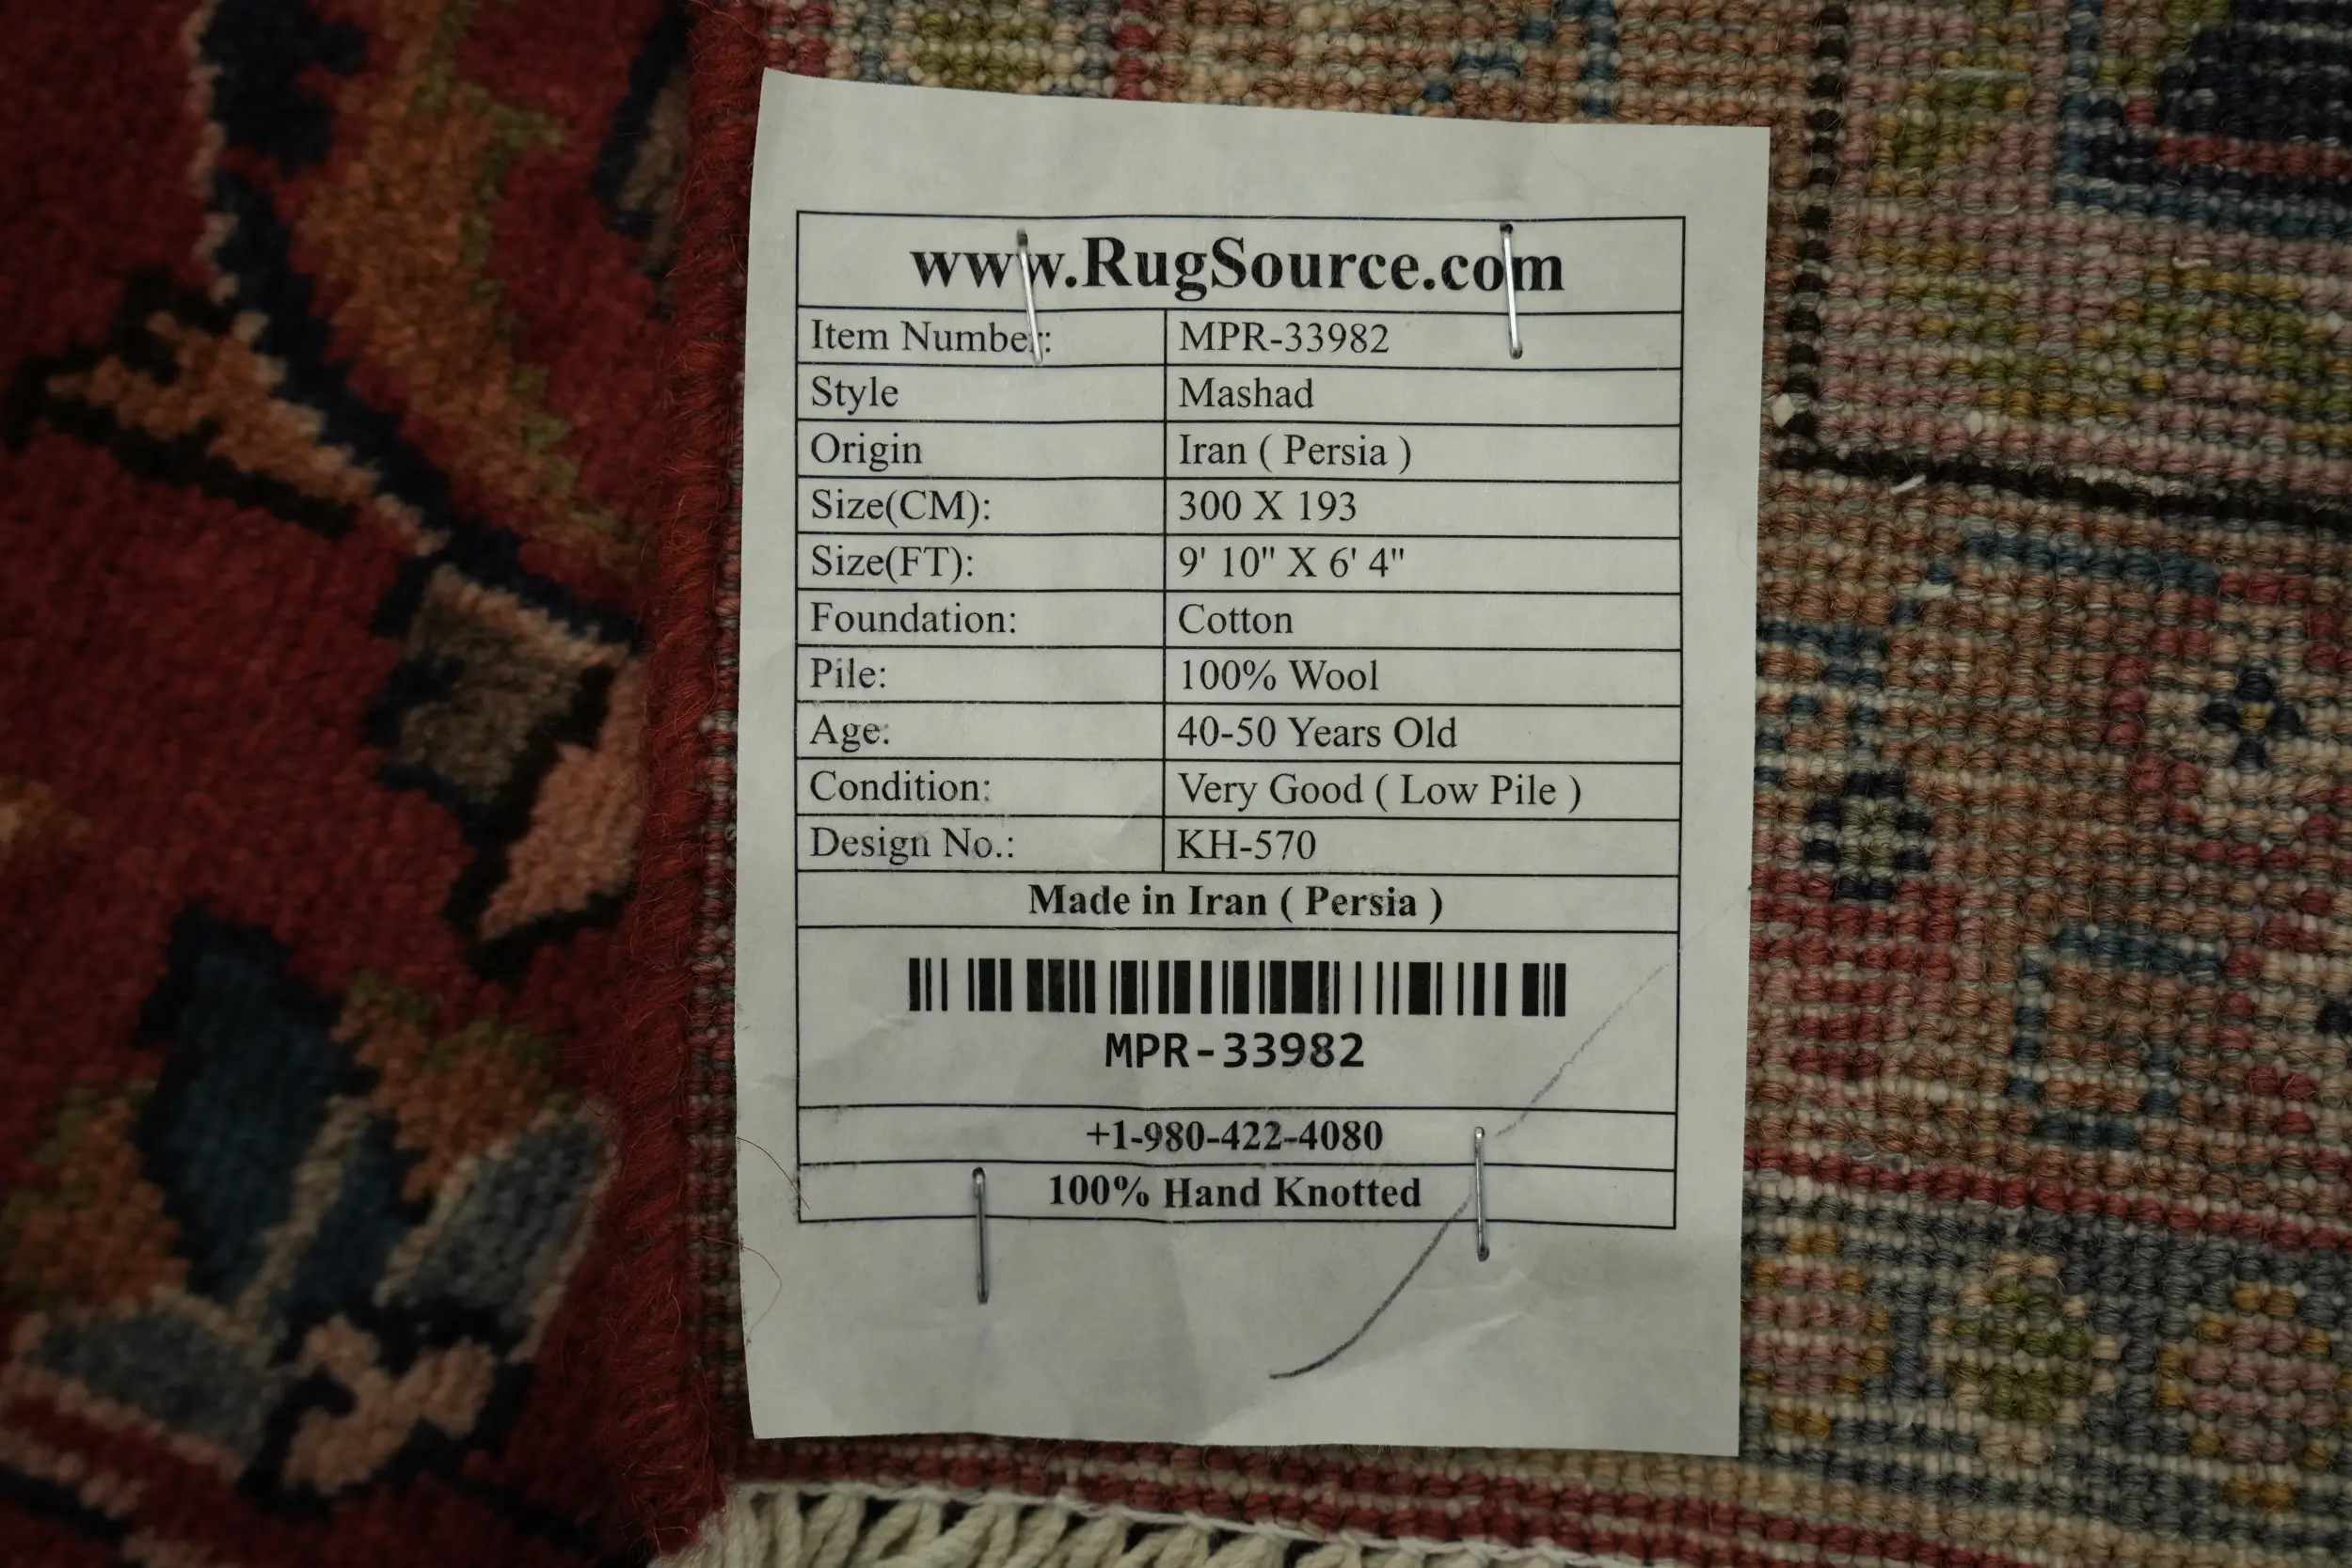 www.RugSource.com
Item Number: MPR-33982
Style Mashad
Origin Iran ( Persia )
Size(CM): 300 X 193
Size(FT): 9' 10" X 6' 4"
Foundation: Cotton
Pile: 100% Wool
Age: 40-50 Years Old
Condition: Very Good ( Low Pile )
Design No.: KH-570
Made in Iran ( Persia )
MPR-33982
+1-980-422-4080
100% Hand Knotted